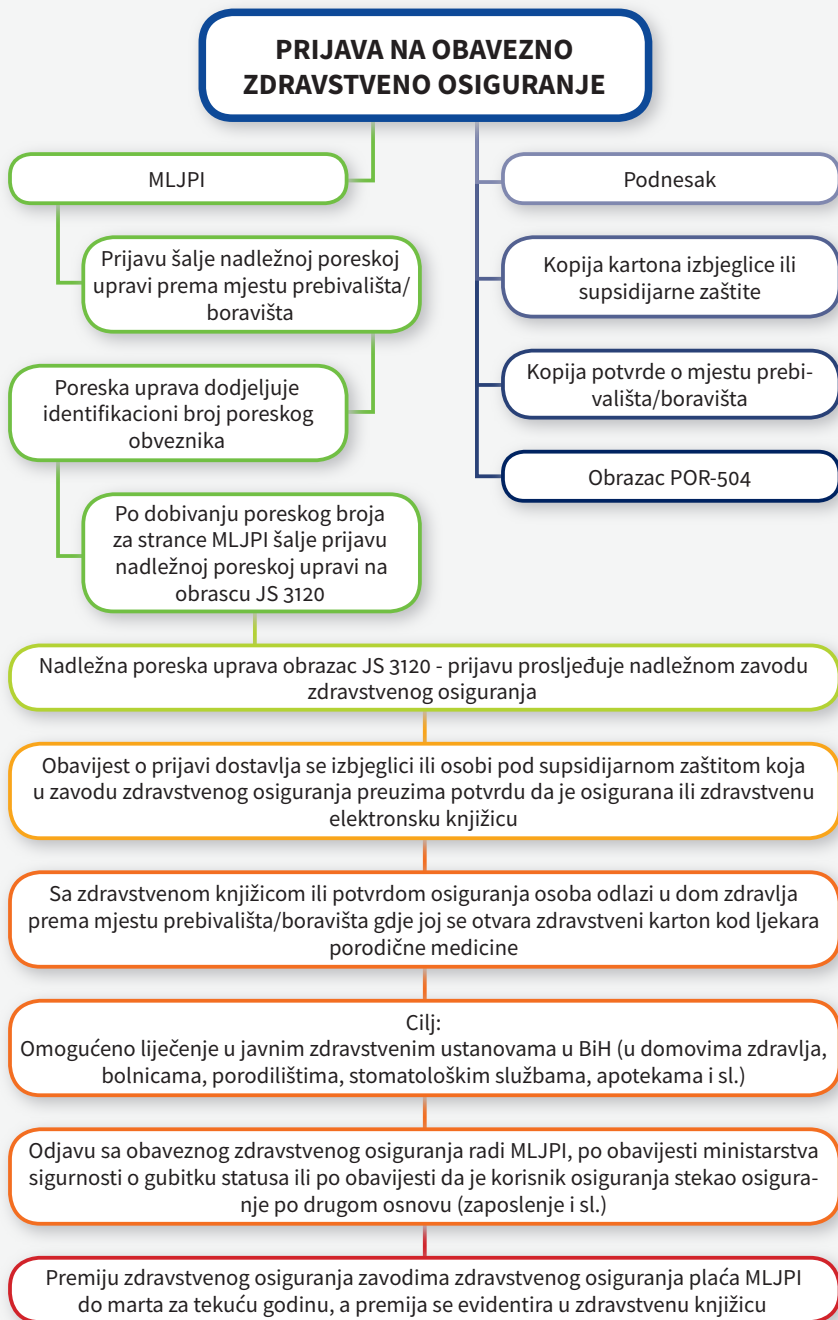 PRIJAVA NA OBAVEZNO
ZDRAVSTVENO OSIGURANJE
MLJPI
Prijavu šalje nadležnoj poreskoj
upravi prema mjestu prebivališta/
boravišta
Poreska uprava dodjeljuje
identifikacioni broj poreskog
obveznika
Po dobivanju poreskog broja
za strance MLJPI šalje prijavu
nadležnoj poreskoj upravi na
obrascu JS 3120
Podnesak
Kopija kartona izbjeglice ili
supsidijarne zaštite
Kopija potvrde o mjestu prebi-
vališta/boravišta
Obrazac POR-504
Nadležna poreska uprava obrazac JS 3120 - prijavu prosljeđuje nadležnom zavodu
zdravstvenog osiguranja
Obavijest o prijavi dostavlja se izbjeglici ili osobi pod supsidijarnom zaštitom koja
u zavodu zdravstvenog osiguranja preuzima potvrdu da je osigurana ili zdravstvenu
elektronsku knjižicu
Sa zdravstvenom knjižicom ili potvrdom osiguranja osoba odlazi u dom zdravlja
prema mjestu prebivališta/boravišta gdje joj se otvara zdravstveni karton kod ljekara
porodične medicine
Cilj:
Omogućeno liječenje u javnim zdravstvenim ustanovama u BiH (u domovima zdravlja,
bolnicama, porodilištima, stomatološkim službama, apotekama i sl.)
Odjavu sa obaveznog zdravstvenog osiguranja radi MLJPI, po obavijesti ministarstva
sigurnosti o gubitku statusa ili po obavijesti da je korisnik osiguranja stekao osigura-
nje po drugom osnovu (zaposlenje i sl.)
Premiju zdravstvenog osiguranja zavodima zdravstvenog osiguranja plaća MLJPI
do marta za tekuću godinu, a premija se evidentira u zdravstvenu knjižicu